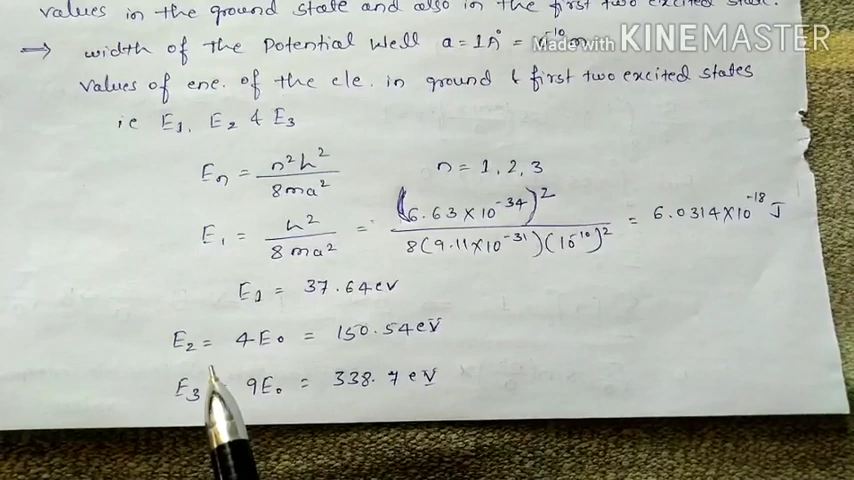 values in the ground state and also in the first two excited state.
⇒ width of the Potential Well a = 1A° = 10⁻¹⁰m
Made with KINEMASTER
Values of ene. of the ele. in ground & first two excited states
ie E₁, E₂ & E₃
Eₙ = n²h² / 8ma² n = 1, 2, 3
E₁ = h² / 8ma² = (6.63 × 10⁻³⁴)² / 8(9.11 × 10⁻³¹)(10⁻¹⁰)² = 6.0314 × 10⁻¹⁸ J
E₁ = 37.64 eV
E₂ = 4E₀ = 150.54 eV
E₃ 9E₀ = 338.7 eV